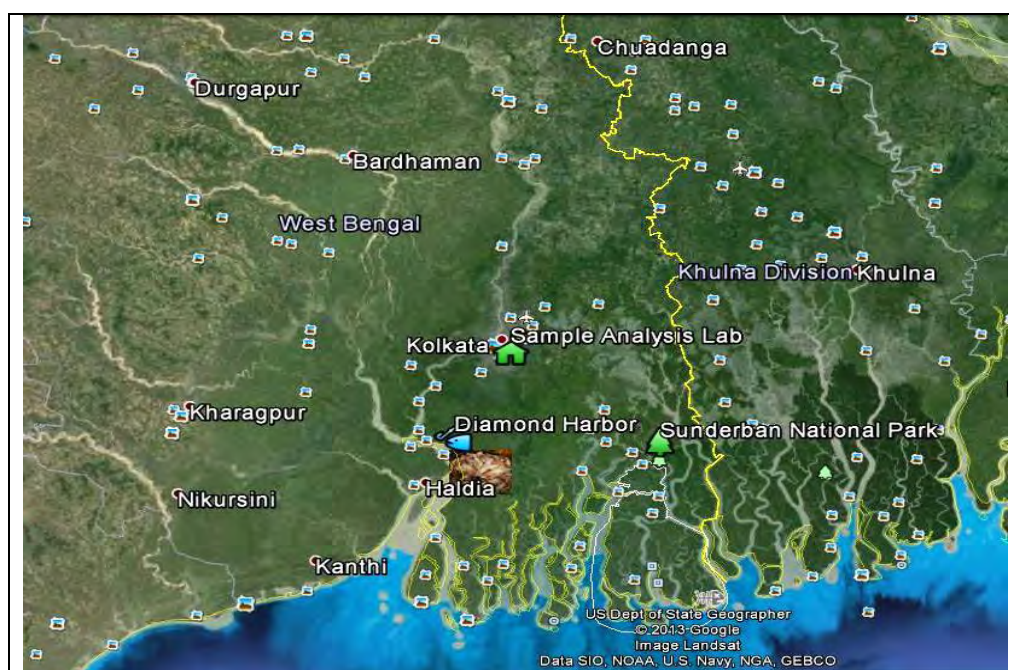 Chuadanga
Durgapur
Bardhaman
West Bengal
Khulna Division Khulna
Sample Analysis Lab
Kolkata
Kharagpur
Diamond Harbor
Sunderban National Park
Haldia
Nikursini
Kanthi
US Dept of State Geographer
© 2013 Google
Image Landsat
Data SIO, NOAA, U.S. Navy, NGA, GEBCO